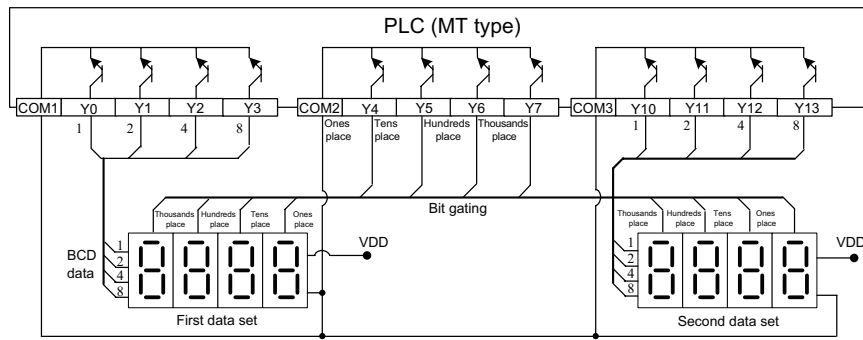 PLC (MT type)
COM1 Y0 Y1 Y2 Y3 COM2 Y4 Y5 Y6 Y7 COM3 Y10 Y11 Y12 Y13
1 2 4 8
Ones place
Tens place
Hundreds place
Thousands place
1 2 4 8
Bit gating
Thousands place
Hundreds place
Tens place
Ones place
BCD data
1
2
4
8
VDD
First data set
Thousands place
Hundreds place
Tens place
Ones place
1
2
4
8
VDD
Second data set